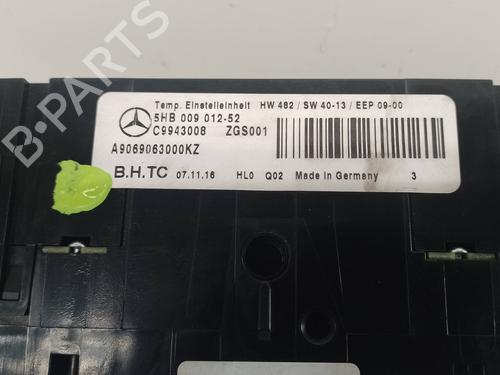 Temp. Einstelleinheit HW 482 / SW 40-13 / EEP 09-00
5HB 009 012-52
C9943008 ZGS001
A9069063000KZ
B.H.TC 07.11.16 HL0 Q02 Made in Germany 3